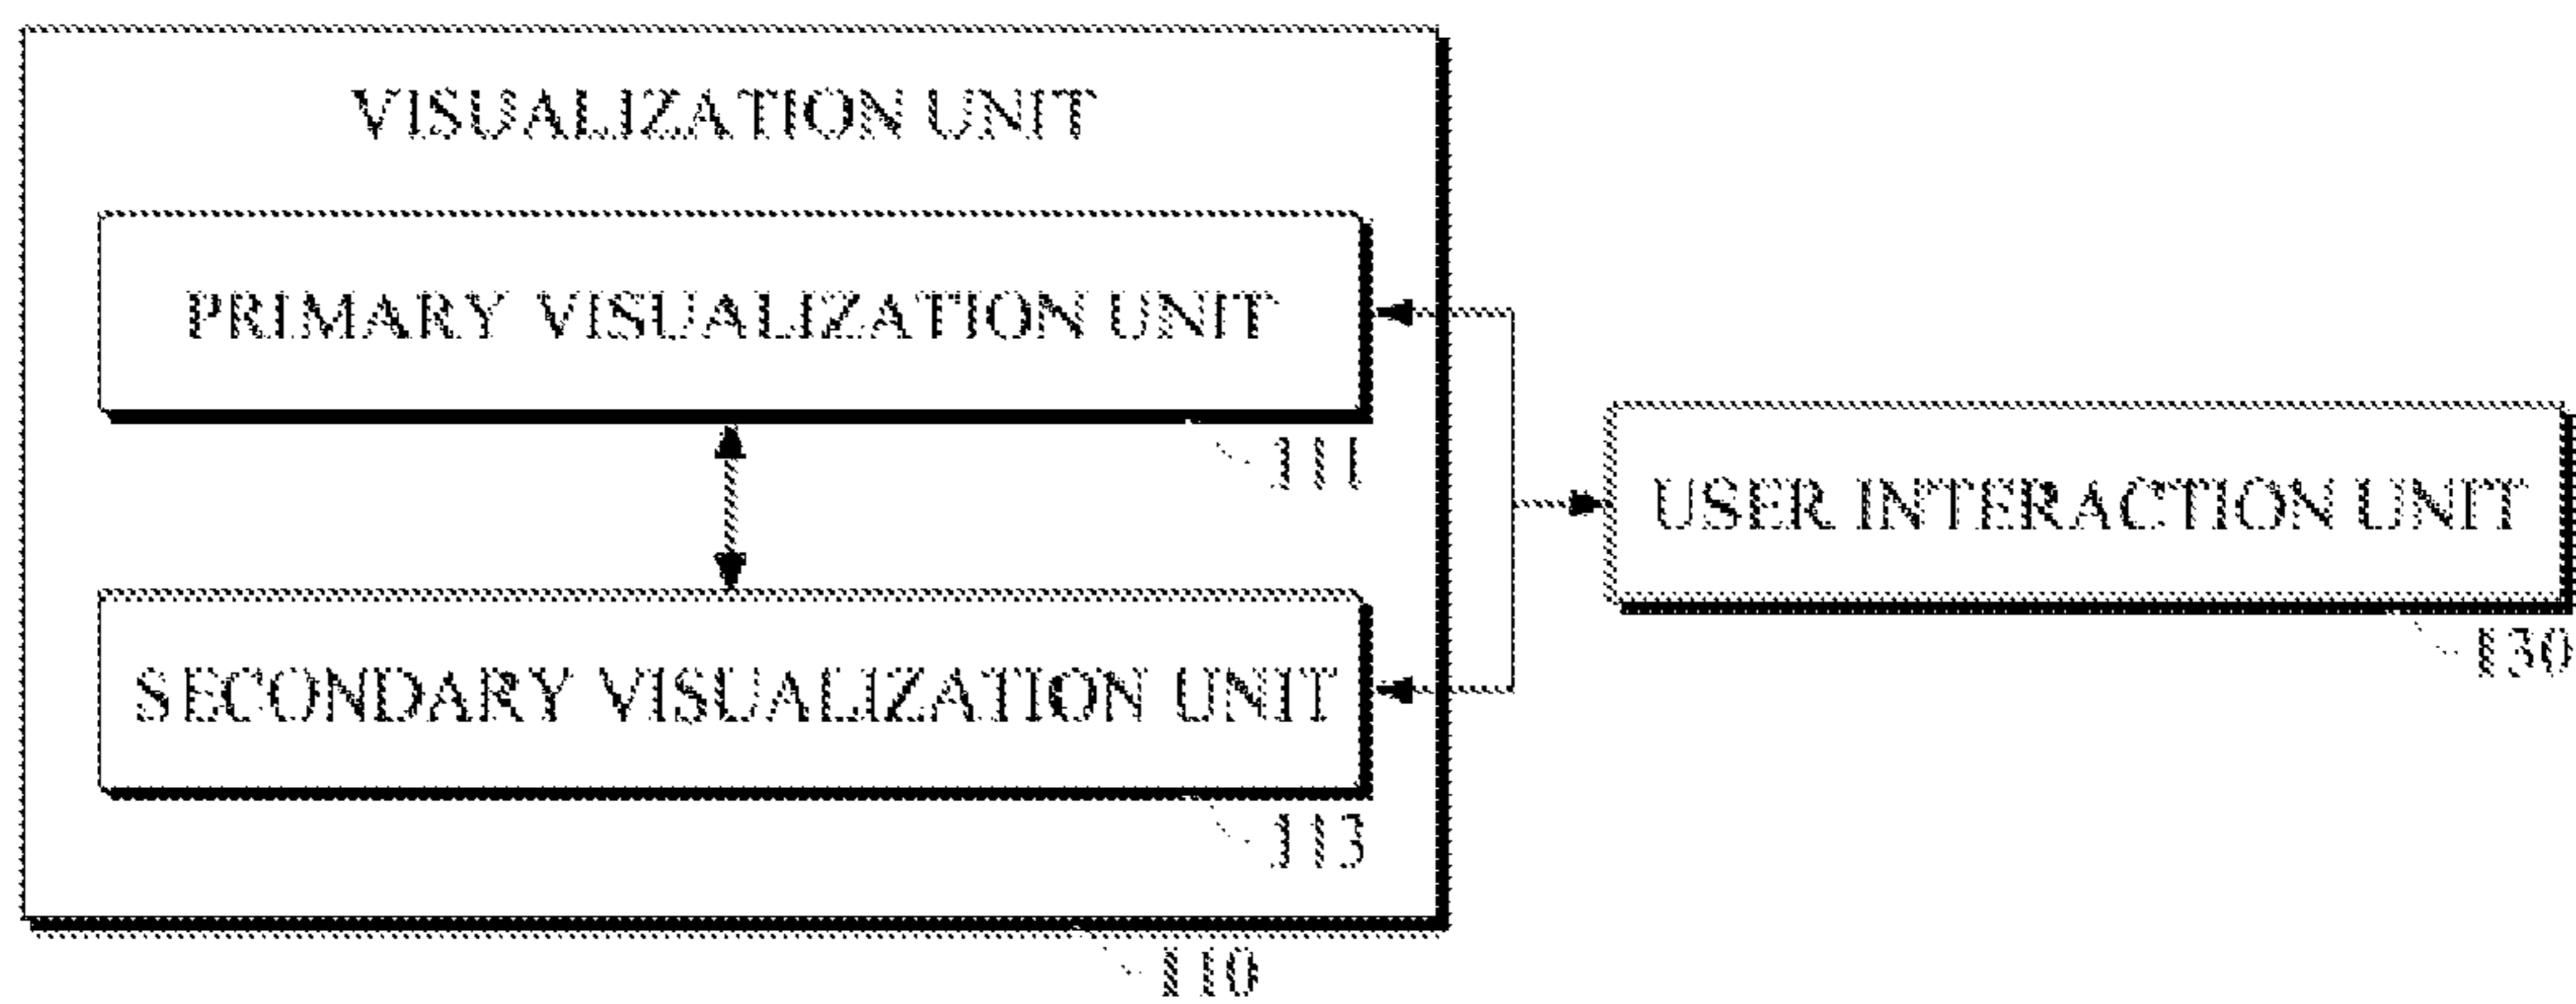 VISUALIZATION UNIT
PRIMARY VISUALIZATION UNIT
111
USER INTERACTION UNIT
130
SECONDARY VISUALIZATION UNIT
113
110